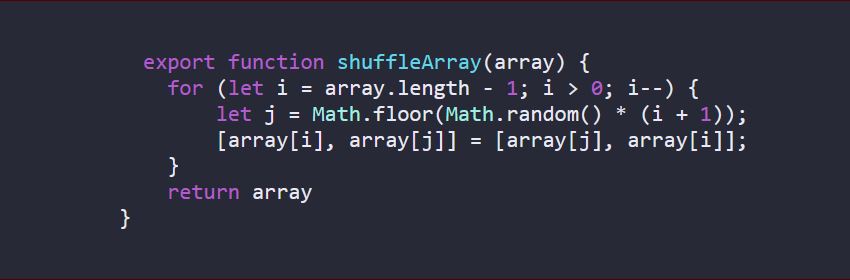 export function shuffleArray(array) {
for (let i = array.length - 1; i > 0; i--) {
let j = Math.floor(Math.random() * (i + 1));
[array[i], array[j]] = [array[j], array[i]];
}
return array
}